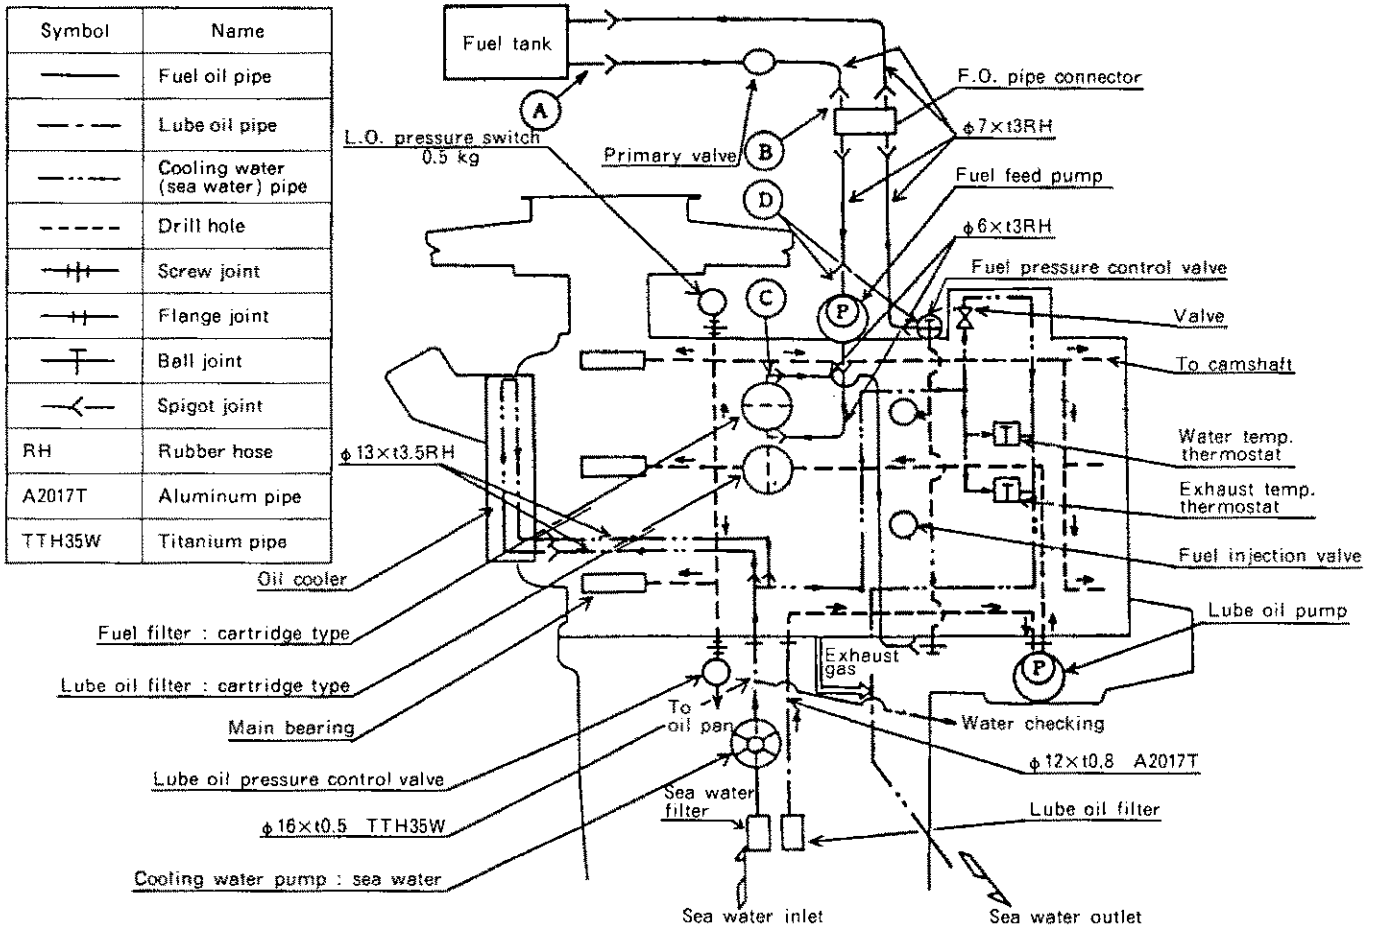 Symbol Name
Fuel oil pipe
Lube oil pipe
Cooling water
(sea water) pipe
Drill hole
Screw joint
Flange joint
Ball joint
Spigot joint
RH Rubber hose
A2017T Aluminum pipe
TTH35W Titanium pipe
Fuel tank
A
L.O. pressure switch
0.5 kg
Primary valve
B
F.O. pipe connector
φ7×t3RH
Fuel feed pump
D
φ6×t3RH
Fuel pressure control valve
C
P
Valve
To camshaft
T
Water temp.
thermostat
T
Exhaust temp.
thermostat
Fuel injection valve
φ13×t3.5RH
Oil cooler
Fuel filter : cartridge type
Lube oil filter : cartridge type
Main bearing
Lube oil pressure control valve
φ16×t0.5 TTH35W
Cooling water pump : sea water
Lube oil pump
P
Exhaust
gas
To
oil pan
Water checking
φ12×t0.8 A2017T
Sea water
filter
Lube oil filter
Sea water inlet
Sea water outlet